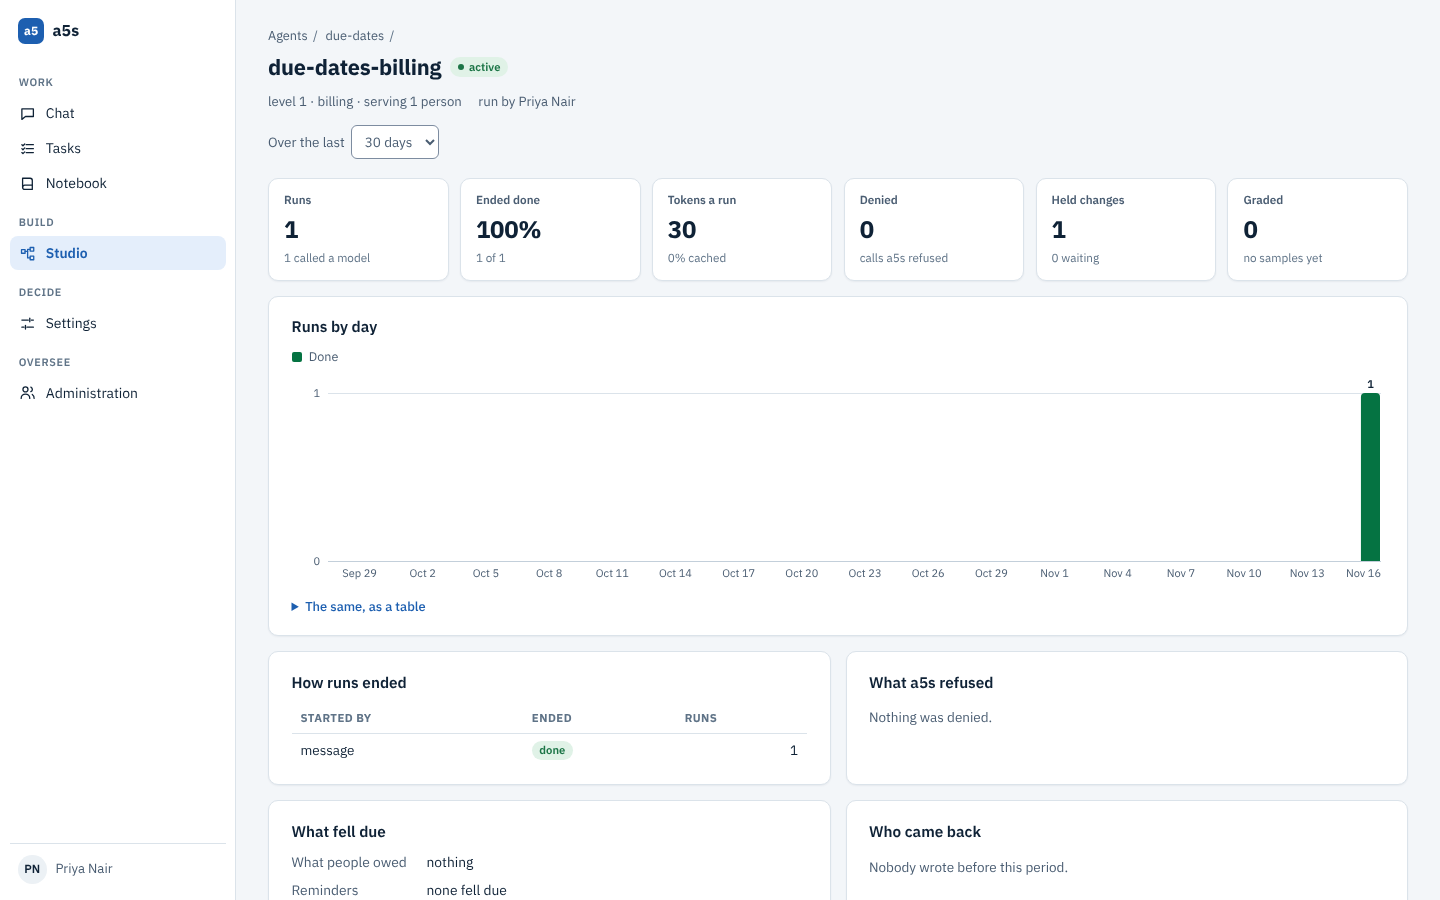 a5 a5s
WORK
Chat
Tasks
Notebook
BUILD
Studio
DECIDE
Settings
OVERSEE
Administration
PN Priya Nair
Agents / due-dates /
due-dates-billing active
level 1 · billing · serving 1 person run by Priya Nair
Over the last 30 days
Runs
1
1 called a model
Ended done
100%
1 of 1
Tokens a run
30
0% cached
Denied
0
calls a5s refused
Held changes
1
0 waiting
Graded
0
no samples yet
Runs by day
Done
1
1
0
Sep 29 Oct 2 Oct 5 Oct 8 Oct 11 Oct 14 Oct 17 Oct 20 Oct 23 Oct 26 Oct 29 Nov 1 Nov 4 Nov 7 Nov 10 Nov 13 Nov 16
The same, as a table
How runs ended
STARTED BY ENDED RUNS
message done 1
What a5s refused
Nothing was denied.
What fell due
What people owed nothing
Reminders none fell due
Who came back
Nobody wrote before this period.